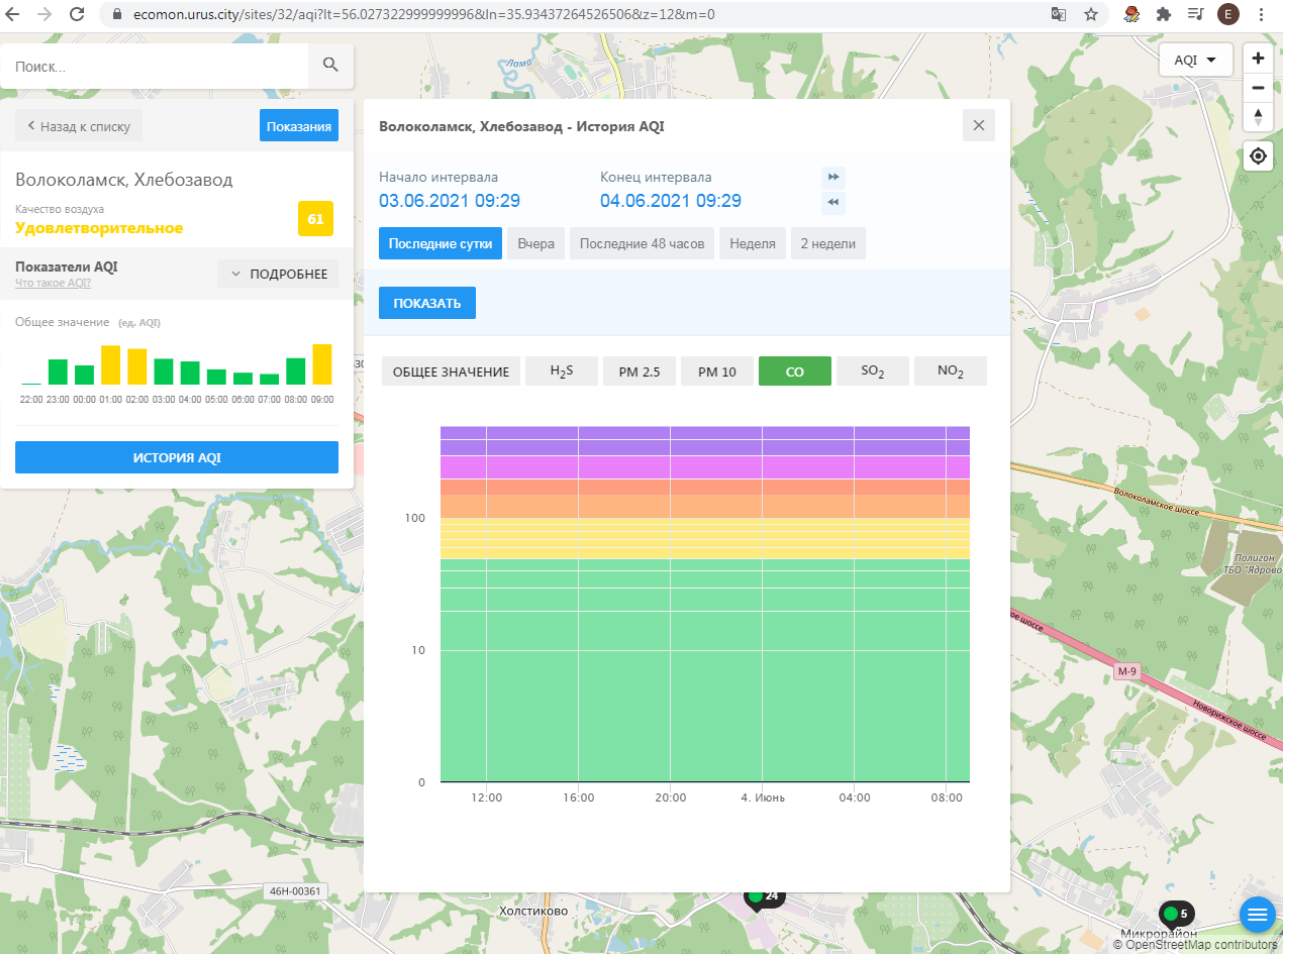 ecomon.urus.city/sites/32/aqi?lt=56.027322999999996&ln=35.93437264526506&z=12&m=0
E
Поиск...
Лама
AQI
Назад к списку
Показания
Волоколамск, Хлебозавод - История AQI
Волоколамск, Хлебозавод
Качество воздуха
Удовлетворительное
61
Начало интервала
Конец интервала
03.06.2021 09:29
04.06.2021 09:29
Последние сутки
Вчера
Последние 48 часов
Неделя
2 недели
Показатели AQI
Что такое AQI?
ПОДРОБНЕЕ
ПОКАЗАТЬ
Общее значение (ед. AQI)
22:00 23:00 00:00 01:00 02:00 03:00 04:00 05:00 06:00 07:00 08:00 09:00
ИСТОРИЯ AQI
ОБЩЕЕ ЗНАЧЕНИЕ
H2S
PM 2.5
PM 10
CO
SO2
NO2
100
10
0
12:00
16:00
20:00
4. Июнь
04:00
08:00
Волоколамское шоссе
Полигон
ТБО "Ядрово
М-9
Новорижское шоссе
46Н-00361
Холстиково
24
5
Микрорайон
© OpenStreetMap contributors